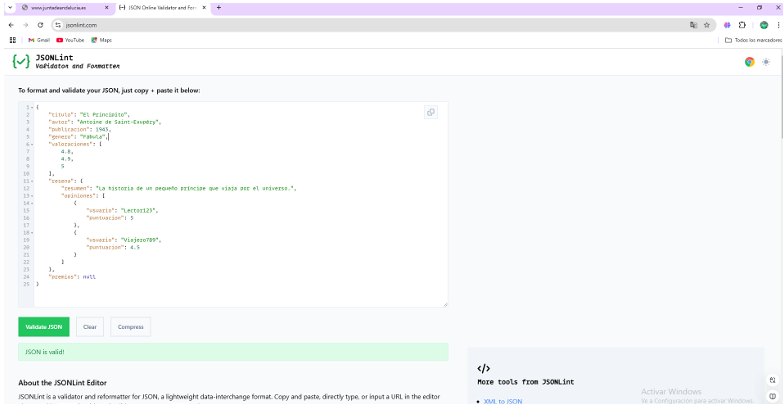 www.juntadeandalucia.es
JSON Online Validator and For
jsonlint.com
Gmail
YouTube
Maps
Todos los marcadores
JSONLint
Validator and Formatter
To format and validate your JSON, just copy + paste it below:
1 {
2 "titulo": "El Principito",
3 "autor": "Antoine de Saint-Exupéry",
4 "publicacion": 1943,
5 "genero": "Fábula",
6 "valoraciones": [
7 4.8,
8 4.9,
9 5
10 ],
11 "resena": {
12 "resumen": "La historia de un pequeño príncipe que viaja por el universo.",
13 "opiniones": [
14 {
15 "usuario": "Lector123",
16 "puntuacion": 5
17 },
18 {
19 "usuario": "Viajero789",
20 "puntuacion": 4.5
21 }
22 ]
23 },
24 "premios": null
25 }
Validate JSON
Clear
Compress
JSON is valid!
</>
More tools from JSONLint
XML to JSON
About the JSONLint Editor
JSONLint is a validator and reformatter for JSON, a lightweight data-interchange format. Copy and paste, directly type, or input a URL in the editor
Activar Windows
Ve a Configuración para activar Windows.